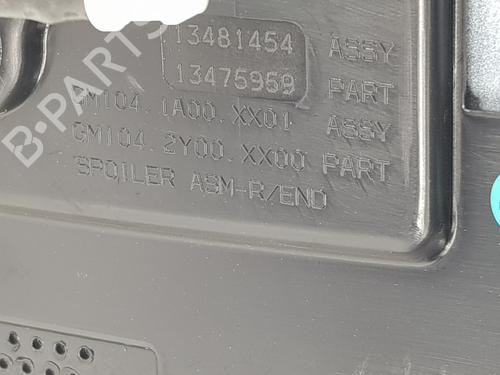 13481454 ASSY
13475959 PART
GM104.1A00.XX01 ASSY
GM104.2Y00.XX00 PART
SPOILER ASM-R/END
B-PARTS